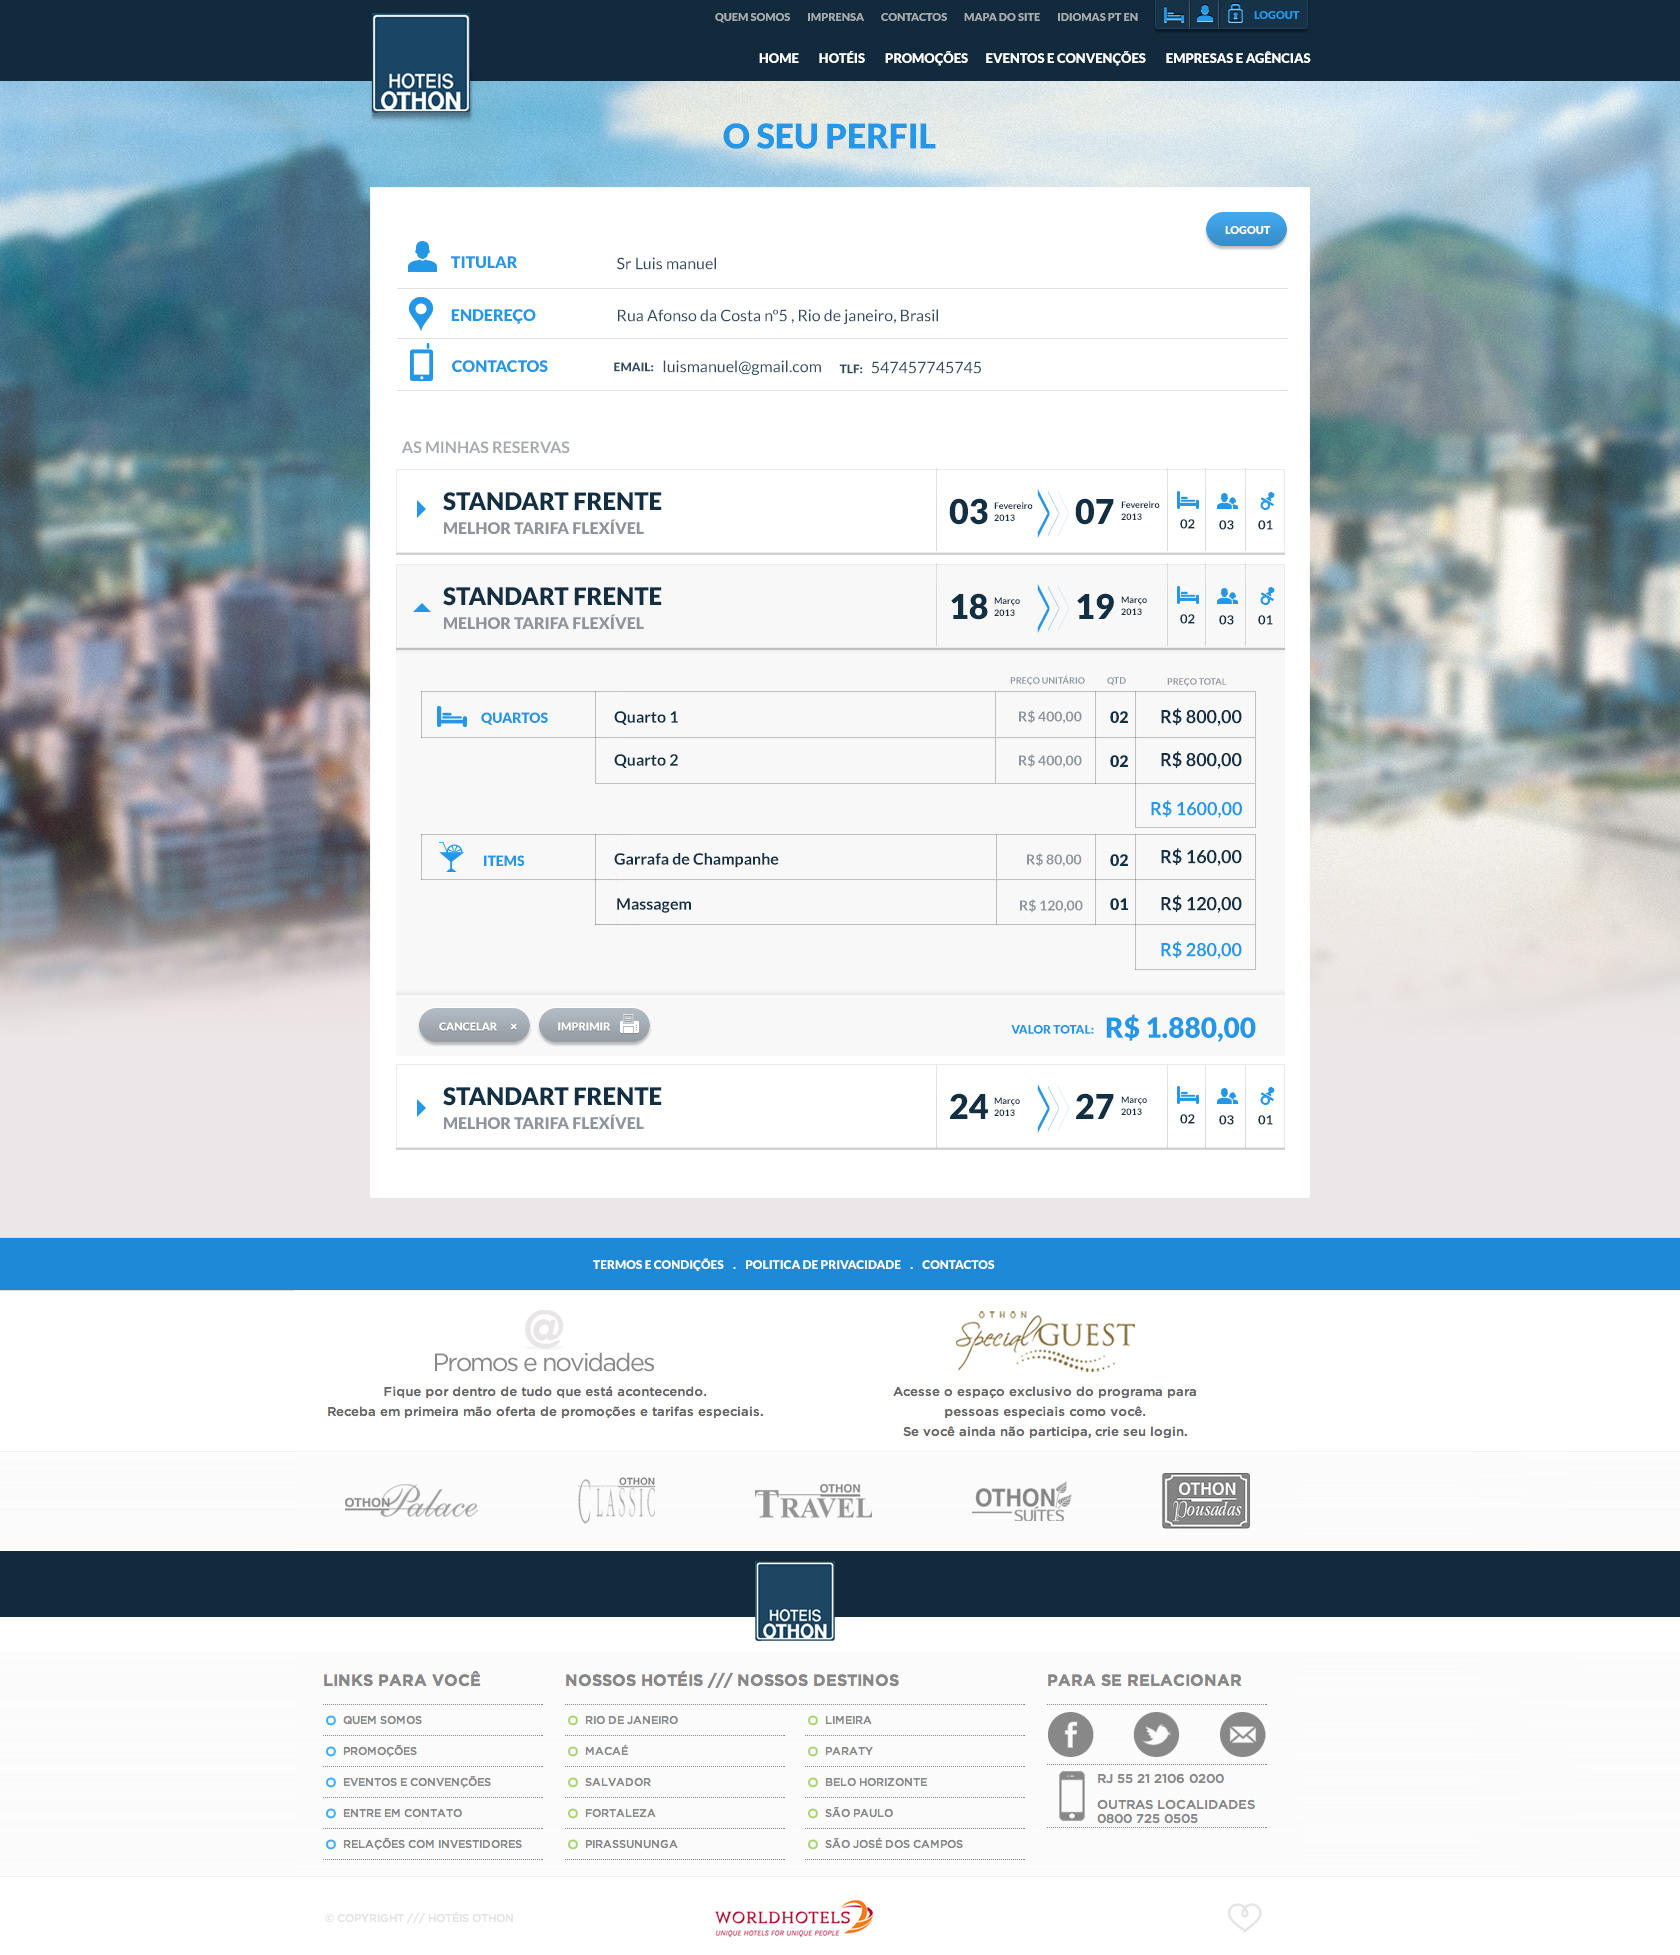 QUEM SOMOS IMPRENSA CONTACTOS MAPA DO SITE IDIOMAS PT EN LOGOUT
HOME HOTÉIS PROMOÇÕES EVENTOS E CONVENÇÕES EMPRESAS E AGÊNCIAS
HOTEIS
OTHON
O SEU PERFIL
LOGOUT
TITULAR Sr Luis manuel
ENDEREÇO Rua Afonso da Costa nº5 , Rio de janeiro, Brasil
CONTACTOS EMAIL: luismanuel@gmail.com TLF: 547457745745
AS MINHAS RESERVAS
STANDART FRENTE
MELHOR TARIFA FLEXÍVEL
03 Fevereiro 2013 07 Fevereiro 2013 02 03 01
STANDART FRENTE
MELHOR TARIFA FLEXÍVEL
18 Março 2013 19 Março 2013 02 03 01
PREÇO UNITÁRIO QTD PREÇO TOTAL
QUARTOS Quarto 1 R$ 400,00 02 R$ 800,00
Quarto 2 R$ 400,00 02 R$ 800,00
R$ 1600,00
ITEMS Garrafa de Champanhe R$ 80,00 02 R$ 160,00
Massagem R$ 120,00 01 R$ 120,00
R$ 280,00
CANCELAR × IMPRIMIR VALOR TOTAL: R$ 1.880,00
STANDART FRENTE
MELHOR TARIFA FLEXÍVEL
24 Março 2013 27 Março 2013 02 03 01
TERMOS E CONDIÇÕES . POLITICA DE PRIVACIDADE . CONTACTOS
@
Promos e novidades
Fique por dentro de tudo que está acontecendo.
Receba em primeira mão oferta de promoções e tarifas especiais.
OTHON
Special GUEST
Acesse o espaço exclusivo do programa para
pessoas especiais como você.
Se você ainda não participa, crie seu login.
OTHON Palace
OTHON
CLASSIC
OTHON
TRAVEL
OTHON
SUÍTES
OTHON
Pousadas
HOTEIS
OTHON
LINKS PARA VOCÊ
QUEM SOMOS
PROMOÇÕES
EVENTOS E CONVENÇÕES
ENTRE EM CONTATO
RELAÇÕES COM INVESTIDORES
NOSSOS HOTÉIS /// NOSSOS DESTINOS
RIO DE JANEIRO
MACAÉ
SALVADOR
FORTALEZA
PIRASSUNUNGA
LIMEIRA
PARATY
BELO HORIZONTE
SÃO PAULO
SÃO JOSÉ DOS CAMPOS
PARA SE RELACIONAR
RJ 55 21 2106 0200
OUTRAS LOCALIDADES
0800 725 0505
© COPYRIGHT /// HOTÉIS OTHON
WORLDHOTELS
UNIQUE HOTELS FOR UNIQUE PEOPLE